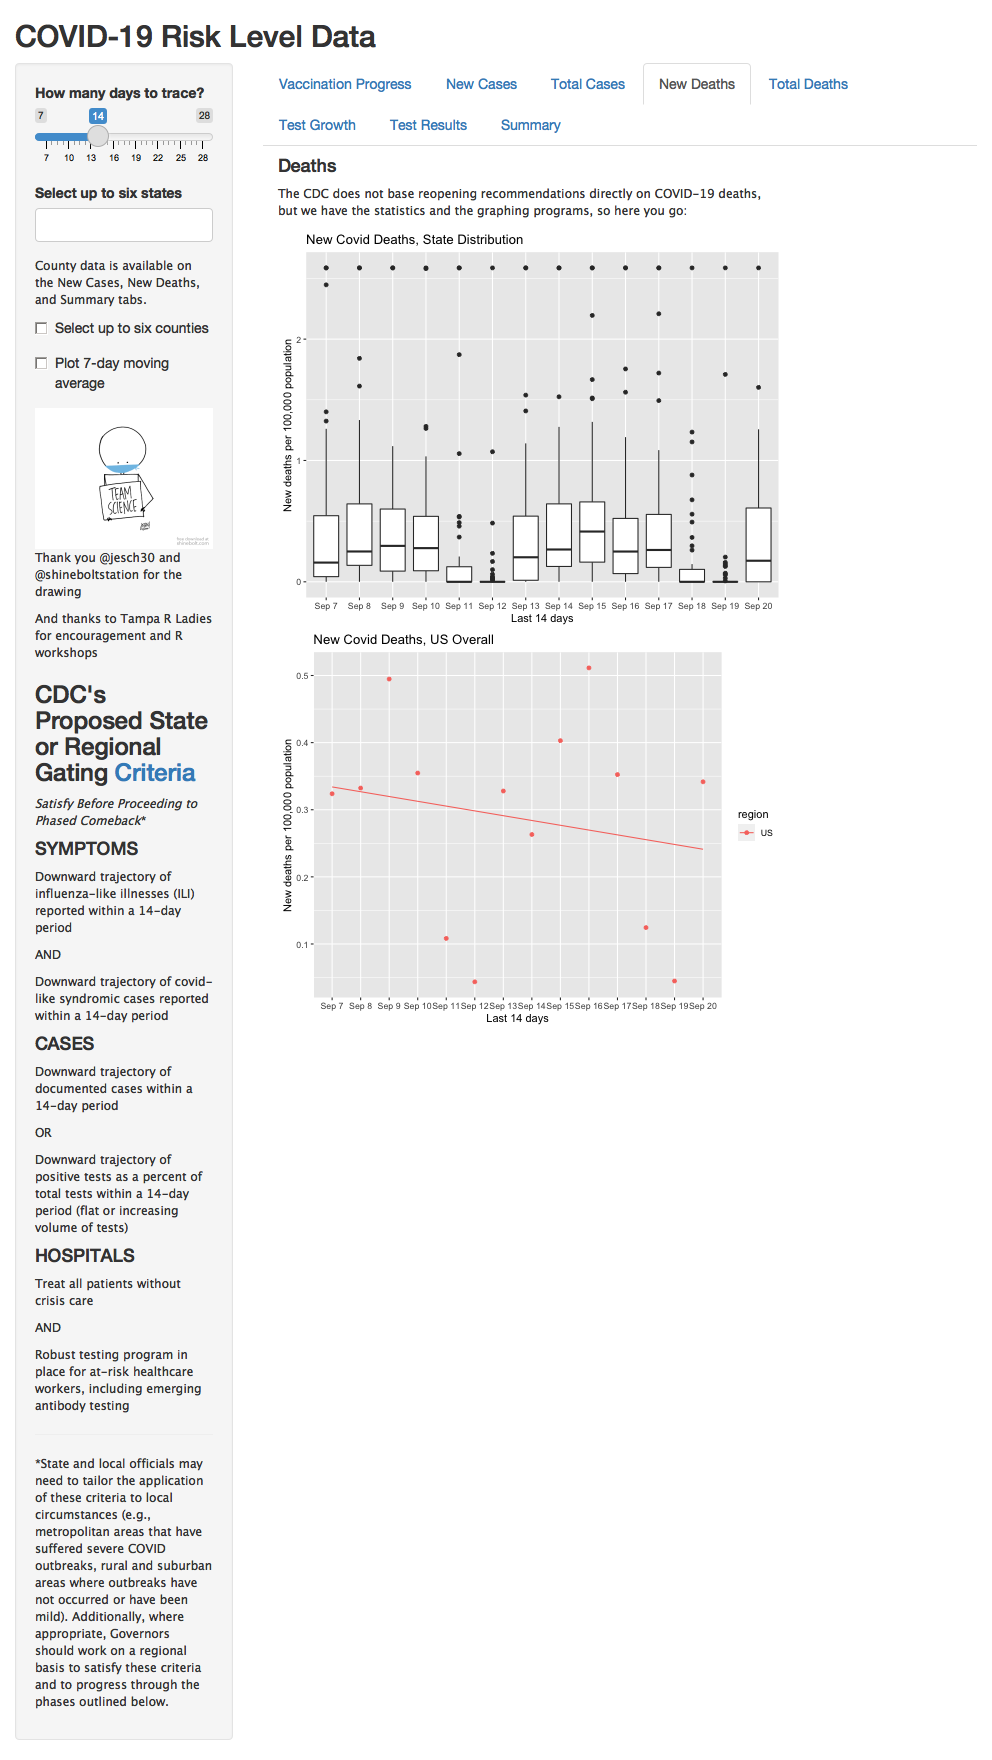 COVID-19 Risk Level Data
How many days to trace?
7 14 28
7 10 13 16 19 22 25 28
Select up to six states
County data is available on
the New Cases, New Deaths,
and Summary tabs.
Select up to six counties
Plot 7-day moving
average
TEAM
SCIENCE
Thank you @jesch30 and
@shineboltstation for the
drawing
And thanks to Tampa R Ladies
for encouragement and R
workshops
CDC's
Proposed State
or Regional
Gating Criteria
Satisfy Before Proceeding to
Phased Comeback*
SYMPTOMS
Downward trajectory of
influenza-like illnesses (ILI)
reported within a 14-day
period
AND
Downward trajectory of covid-
like syndromic cases reported
within a 14-day period
CASES
Downward trajectory of
documented cases within a
14-day period
OR
Downward trajectory of
positive tests as a percent of
total tests within a 14-day
period (flat or increasing
volume of tests)
HOSPITALS
Treat all patients without
crisis care
AND
Robust testing program in
place for at-risk healthcare
workers, including emerging
antibody testing
*State and local officials may
need to tailor the application
of these criteria to local
circumstances (e.g.,
metropolitan areas that have
suffered severe COVID
outbreaks, rural and suburban
areas where outbreaks have
not occurred or have been
mild). Additionally, where
appropriate, Governors
should work on a regional
basis to satisfy these criteria
and to progress through the
phases outlined below.
Vaccination Progress New Cases Total Cases New Deaths Total Deaths
Test Growth Test Results Summary
Deaths
The CDC does not base reopening recommendations directly on COVID-19 deaths,
but we have the statistics and the graphing programs, so here you go:
New Covid Deaths, State Distribution
New deaths per 100,000 population
2
1
0
Sep 7 Sep 8 Sep 9 Sep 10 Sep 11 Sep 12 Sep 13 Sep 14 Sep 15 Sep 16 Sep 17 Sep 18 Sep 19 Sep 20
Last 14 days
New Covid Deaths, US Overall
New deaths per 100,000 population
0.5
0.4
0.3
0.2
0.1
Sep 7 Sep 8 Sep 9 Sep 10 Sep 11 Sep 12 Sep 13 Sep 14 Sep 15 Sep 16 Sep 17 Sep 18 Sep 19 Sep 20
Last 14 days
region
US